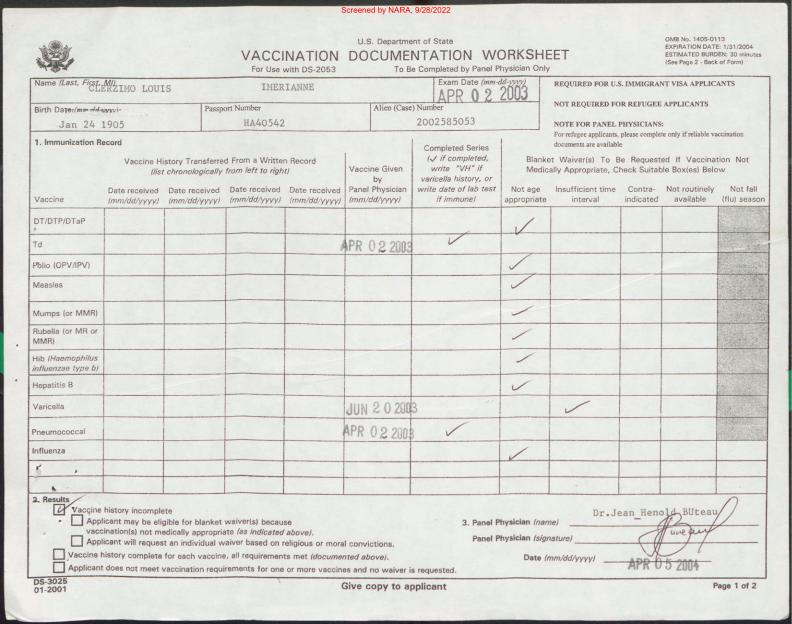 Screened by NARA, 9/28/2022
U.S. Department of State
VACCINATION DOCUMENTATION WORKSHEET
For Use with DS-2053 To Be Completed by Panel Physician Only
OMB No. 1405-0113
EXPIRATION DATE: 1/31/2004
ESTIMATED BURDEN: 30 minutes
(See Page 2 - Back of Form)
Name (Last, First, MI) Exam Date (mm-dd-yyyy)
CLERZIMO LOUIS IMERIANNE APR 02 2003
Birth Date (mm-dd-yyyy) Passport Number Alien (Case) Number
Jan 24 1905 HA40542 2002585053
REQUIRED FOR U.S. IMMIGRANT VISA APPLICANTS
NOT REQUIRED FOR REFUGEE APPLICANTS
NOTE FOR PANEL PHYSICIANS:
For refugee applicants, please complete only if reliable vaccination
documents are available
1. Immunization Record
Vaccine History Transferred From a Written Record
(list chronologically from left to right)
Vaccine
Date received (mm/dd/yyyy)
Date received (mm/dd/yyyy)
Date received (mm/dd/yyyy)
Date received (mm/dd/yyyy)
Vaccine Given
by
Panel Physician
(mm/dd/yyyy)
Completed Series
(✓ if completed,
write "VH" if
varicella history, or
write date of lab test
if immune)
Blanket Waiver(s) To Be Requested If Vaccination Not
Medically Appropriate, Check Suitable Box(es) Below
Not age
appropriate
Insufficient time
interval
Contra-
indicated
Not routinely
available
Not fall
(flu) season
DT/DTP/DTaP ✓
Td APR 02 2003 ✓
Polio (OPV/IPV) ✓
Measles ✓
Mumps (or MMR) ✓
Rubella (or MR or
MMR) ✓
Hib (Haemophilus
influenzae type b) ✓
Hepatitis B ✓
Varicella JUN 20 2003 ✓
Pneumococcal APR 02 2003 ✓
Influenza ✓
2. Results
✓ Vaccine history incomplete
Applicant may be eligible for blanket waiver(s) because
vaccination(s) not medically appropriate (as indicated above).
Applicant will request an individual waiver based on religious or moral convictions.
Vaccine history complete for each vaccine, all requirements met (documented above).
Applicant does not meet vaccination requirements for one or more vaccines and no waiver is requested.
3. Panel Physician (name) Dr.Jean Henold BUteau
Panel Physician (signature)
Date (mm/dd/yyyy) APR 05 2004
DS-3025
01-2001
Give copy to applicant
Page 1 of 2